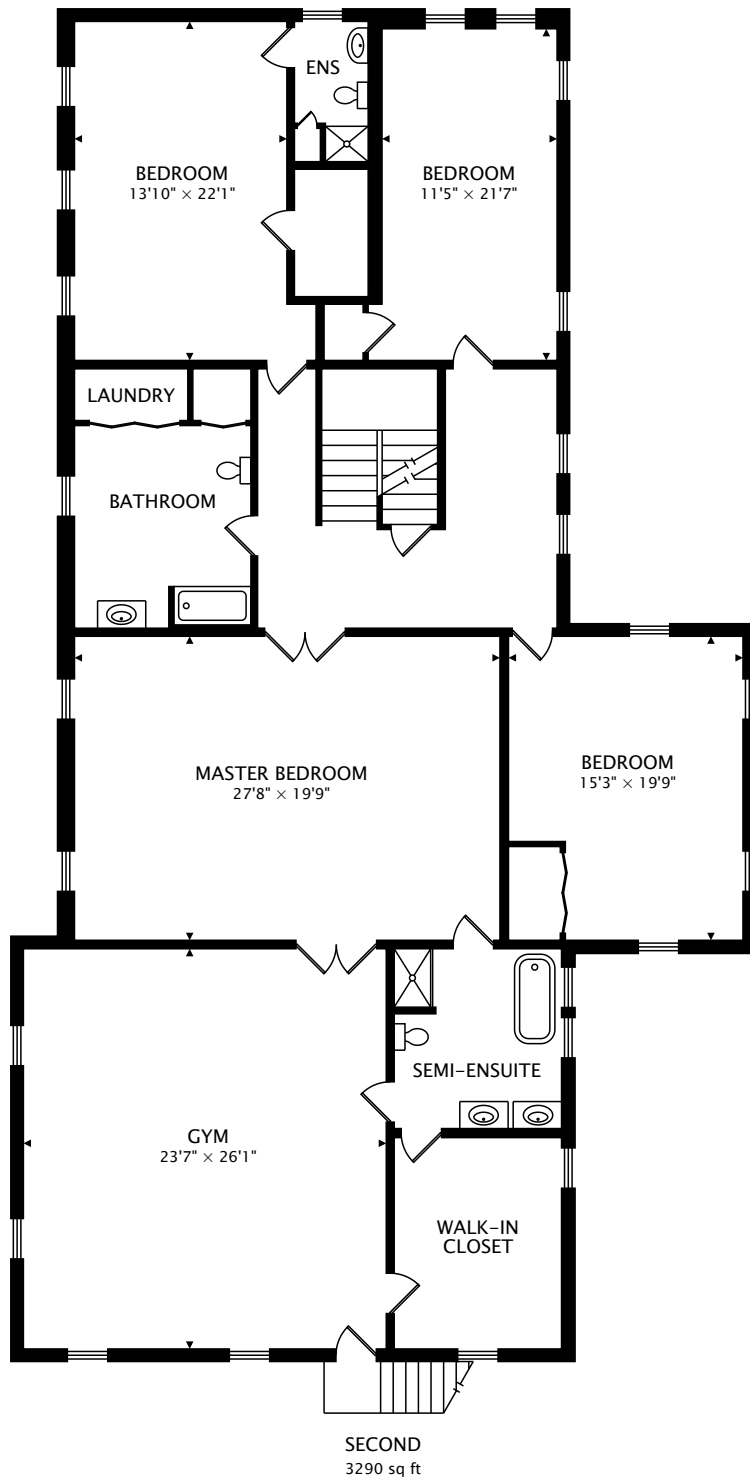 ENS
BEDROOM
13'10" × 22'1"
BEDROOM
11'5" × 21'7"
LAUNDRY
BATHROOM
MASTER BEDROOM
27'8" × 19'9"
BEDROOM
15'3" × 19'9"
SEMI-ENSUITE
GYM
23'7" × 26'1"
WALK-IN
CLOSET
SECOND
3290 sq ft